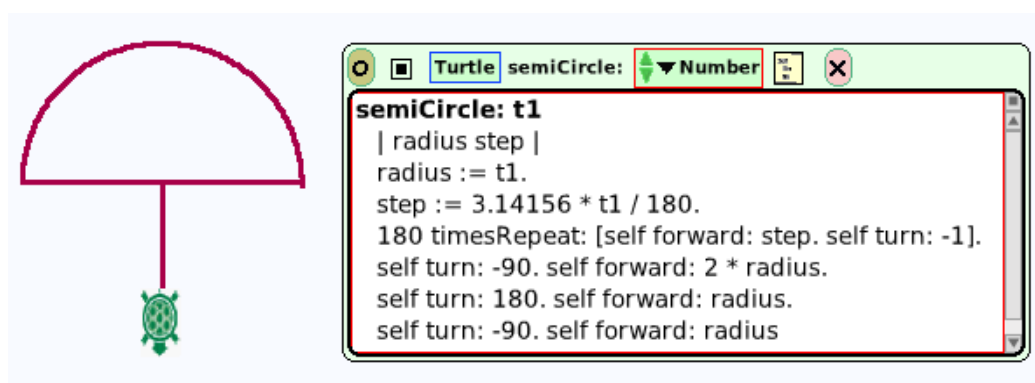 Turtle semiCircle: Number
semiCircle: t1
| radius step |
radius := t1.
step := 3.14156 * t1 / 180.
180 timesRepeat: [self forward: step. self turn: -1].
self turn: -90. self forward: 2 * radius.
self turn: 180. self forward: radius.
self turn: -90. self forward: radius